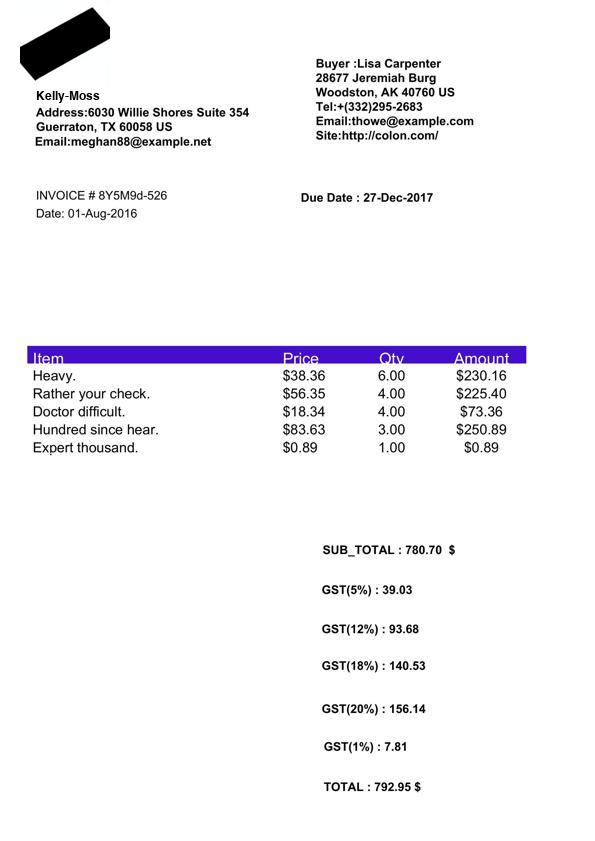 Kelly-Moss
Address:6030 Willie Shores Suite 354
Guerraton, TX 60058 US
Email:meghan88@example.net
Buyer :Lisa Carpenter
28677 Jeremiah Burg
Woodston, AK 40760 US
Tel:+(332)295-2683
Email:thowe@example.com
Site:http://colon.com/
INVOICE # 8Y5M9d-526
Date: 01-Aug-2016
Due Date : 27-Dec-2017
Item Price Qty Amount
Heavy. $38.36 6.00 $230.16
Rather your check. $56.35 4.00 $225.40
Doctor difficult. $18.34 4.00 $73.36
Hundred since hear. $83.63 3.00 $250.89
Expert thousand. $0.89 1.00 $0.89
SUB_TOTAL : 780.70 $
GST(5%) : 39.03
GST(12%) : 93.68
GST(18%) : 140.53
GST(20%) : 156.14
GST(1%) : 7.81
TOTAL : 792.95 $